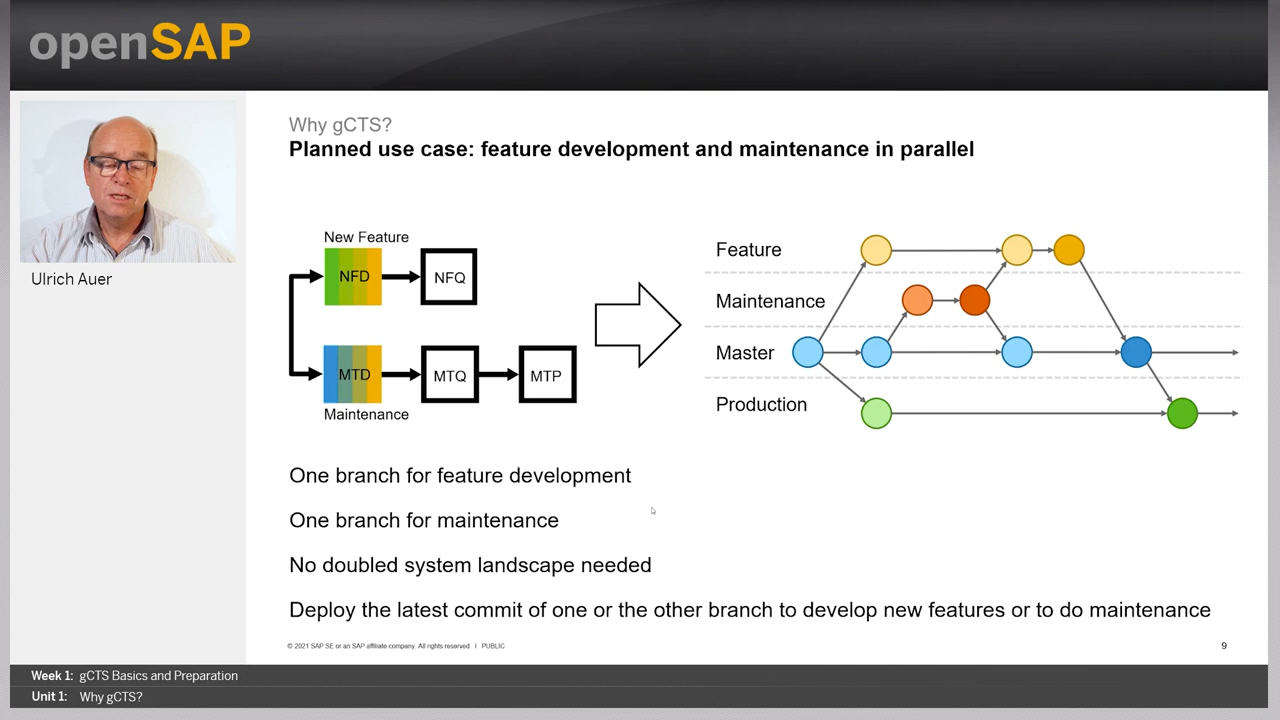 openSAP
Ulrich Auer
Why gCTS?
Planned use case: feature development and maintenance in parallel
New Feature
NFD
NFQ
MTD
MTQ
MTP
Maintenance
Feature
Maintenance
Master
Production
One branch for feature development
One branch for maintenance
No doubled system landscape needed
Deploy the latest commit of one or the other branch to develop new features or to do maintenance
© 2021 SAP SE or an SAP affiliate company. All rights reserved. I PUBLIC
9
Week 1: gCTS Basics and Preparation
Unit 1: Why gCTS?